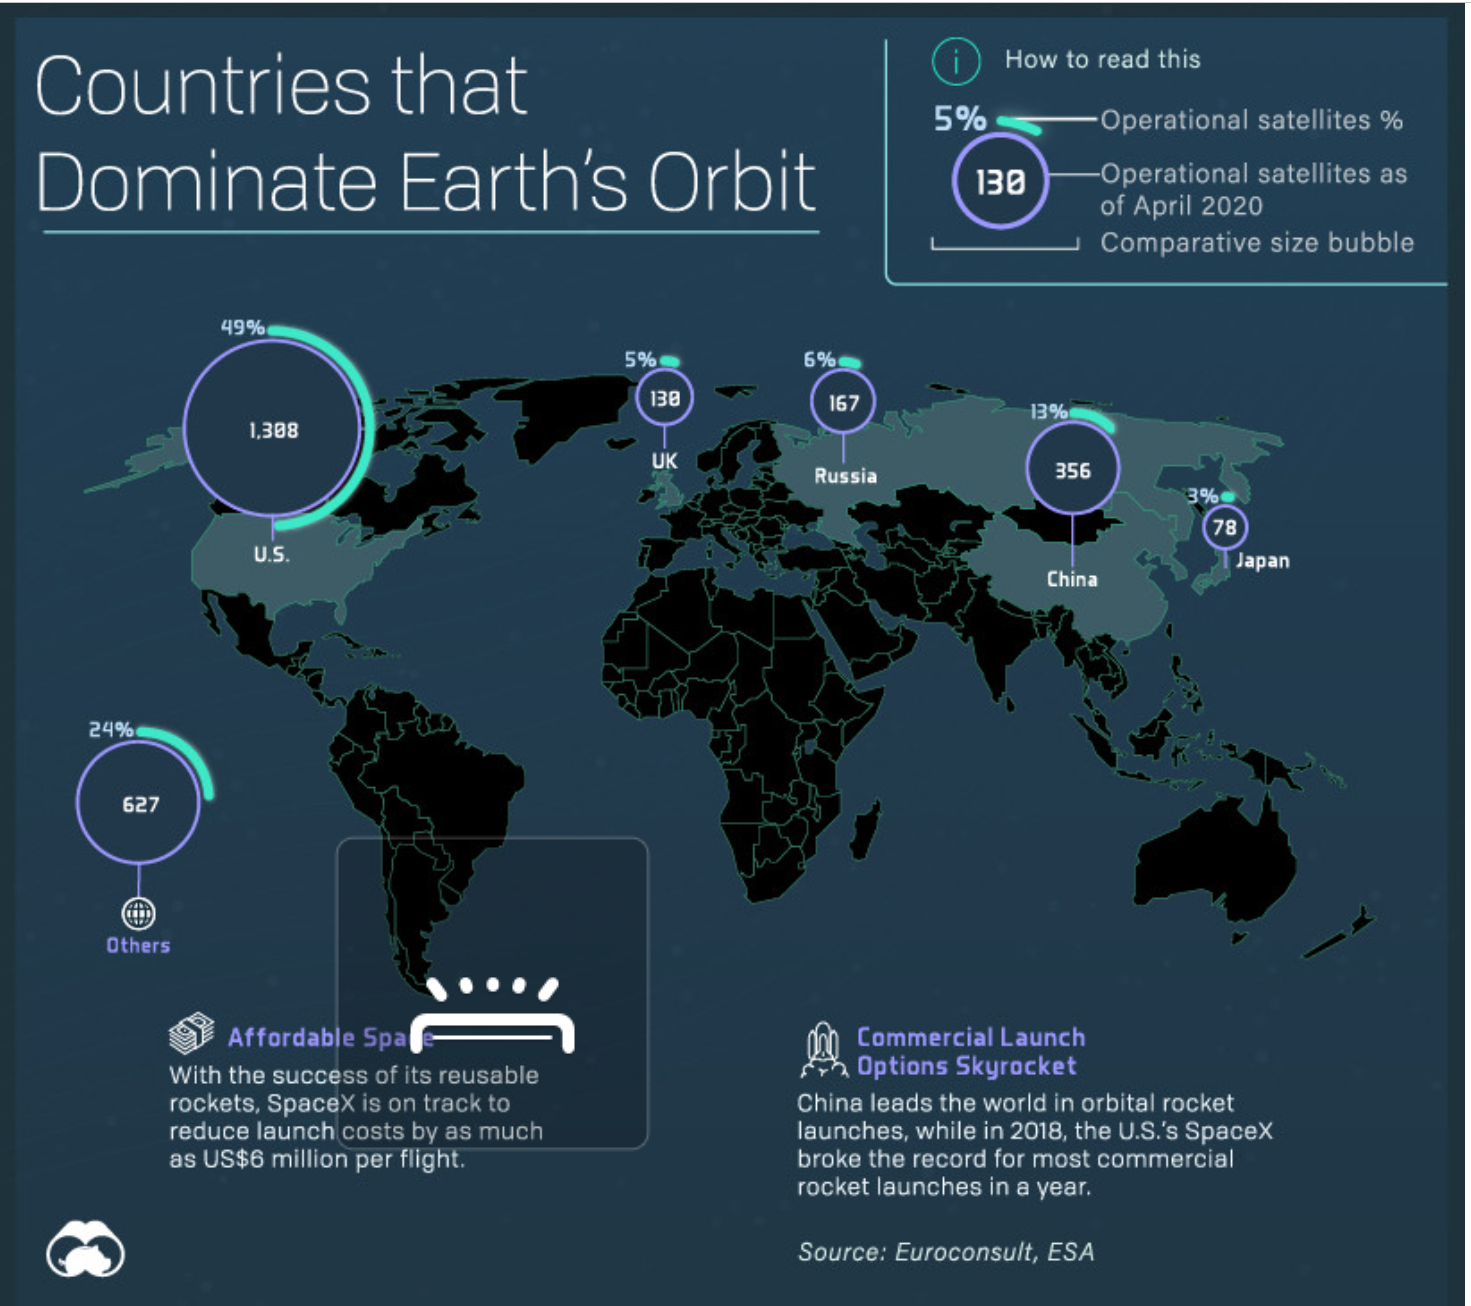 Countries that
Dominate Earth's Orbit
How to read this
5%
Operational satellites %
130
Operational satellites as
of April 2020
Comparative size bubble
49%
1,308
U.S.
5%
130
UK
6%
167
Russia
13%
356
China
3%
78
Japan
24%
627
Others
Affordable Space
With the success of its reusable
rockets, SpaceX is on track to
reduce launch costs by as much
as US$6 million per flight.
Commercial Launch
Options Skyrocket
China leads the world in orbital rocket
launches, while in 2018, the U.S.'s SpaceX
broke the record for most commercial
rocket launches in a year.
Source: Euroconsult, ESA